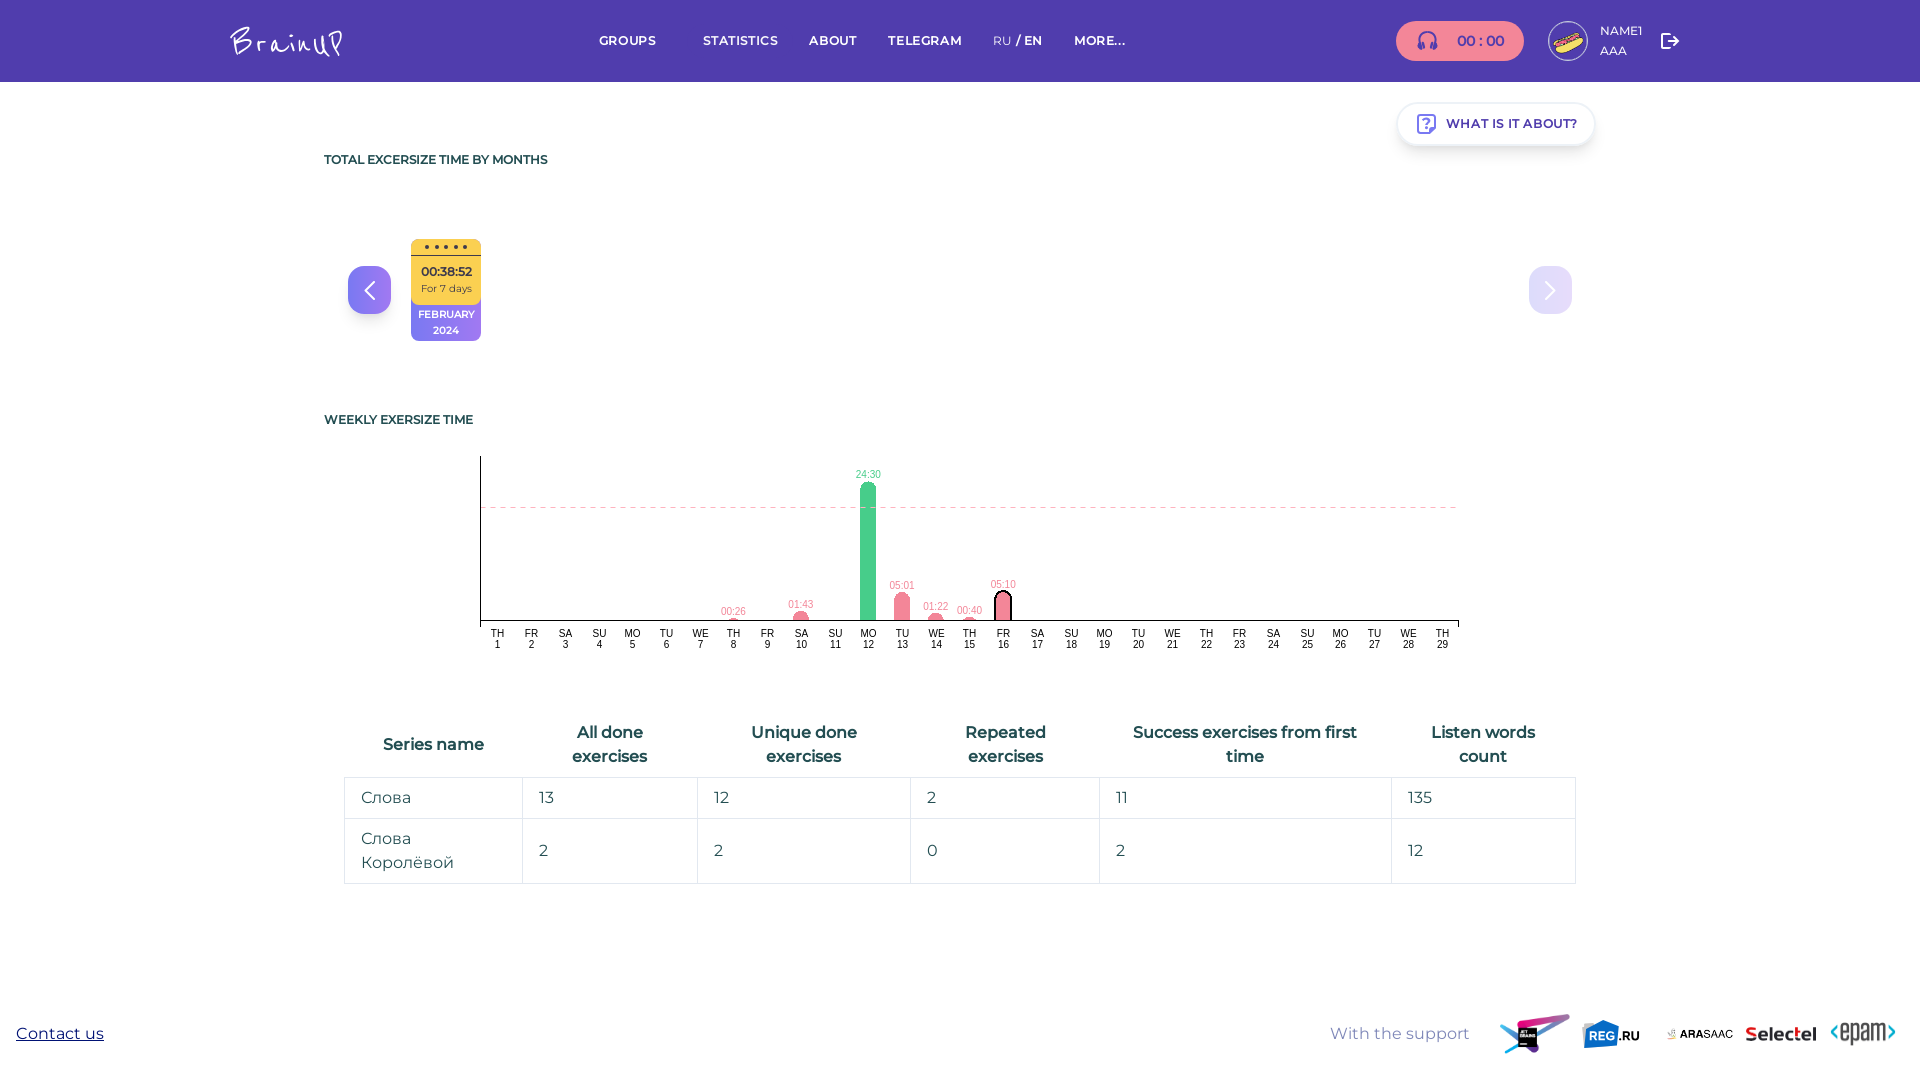 BrainUP
GROUPS STATISTICS ABOUT TELEGRAM RU / EN MORE...
00 : 00
NAME1
AAA
WHAT IS IT ABOUT?
TOTAL EXCERSIZE TIME BY MONTHS
00:38:52
For 7 days
FEBRUARY
2024
WEEKLY EXERSIZE TIME
24:30
05:01
05:10
00:26
01:43
01:22
00:40
TH FR SA SU MO TU WE TH FR SA SU MO TU WE TH FR SA SU MO TU WE TH FR SA SU MO TU WE TH
1 2 3 4 5 6 7 8 9 10 11 12 13 14 15 16 17 18 19 20 21 22 23 24 25 26 27 28 29
Series name
All done
exercises
Unique done
exercises
Repeated
exercises
Success exercises from first
time
Listen words
count
Слова 13 12 2 11 135
Слова
Королёвой
2 2 0 2 12
Contact us
With the support
REG.RU
ARASAAC
Selectel
<epam>